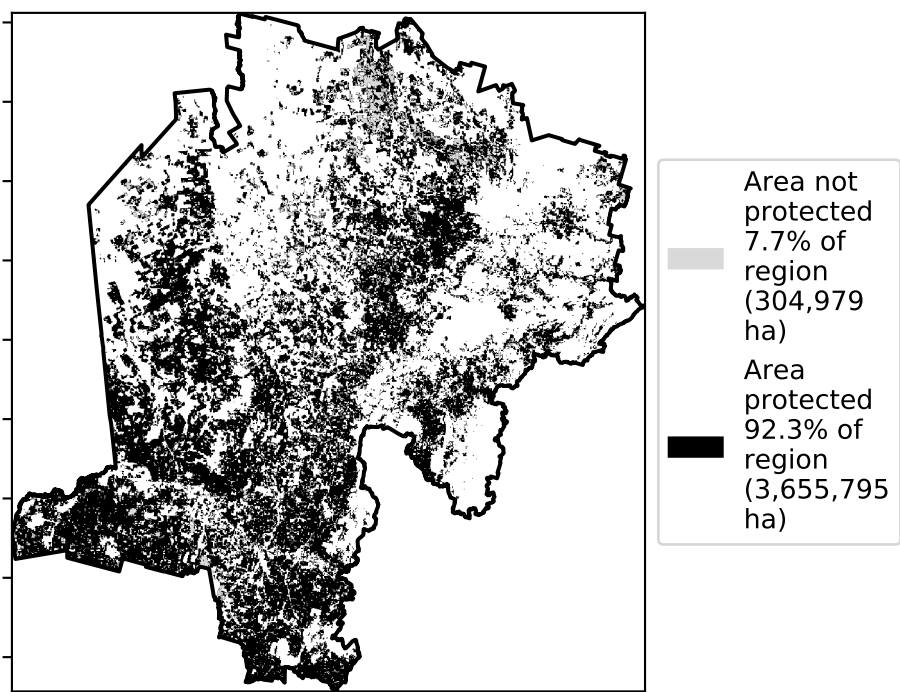 Area not
protected
7.7% of
region
(304,979
ha)
Area
protected
92.3% of
region
(3,655,795
ha)